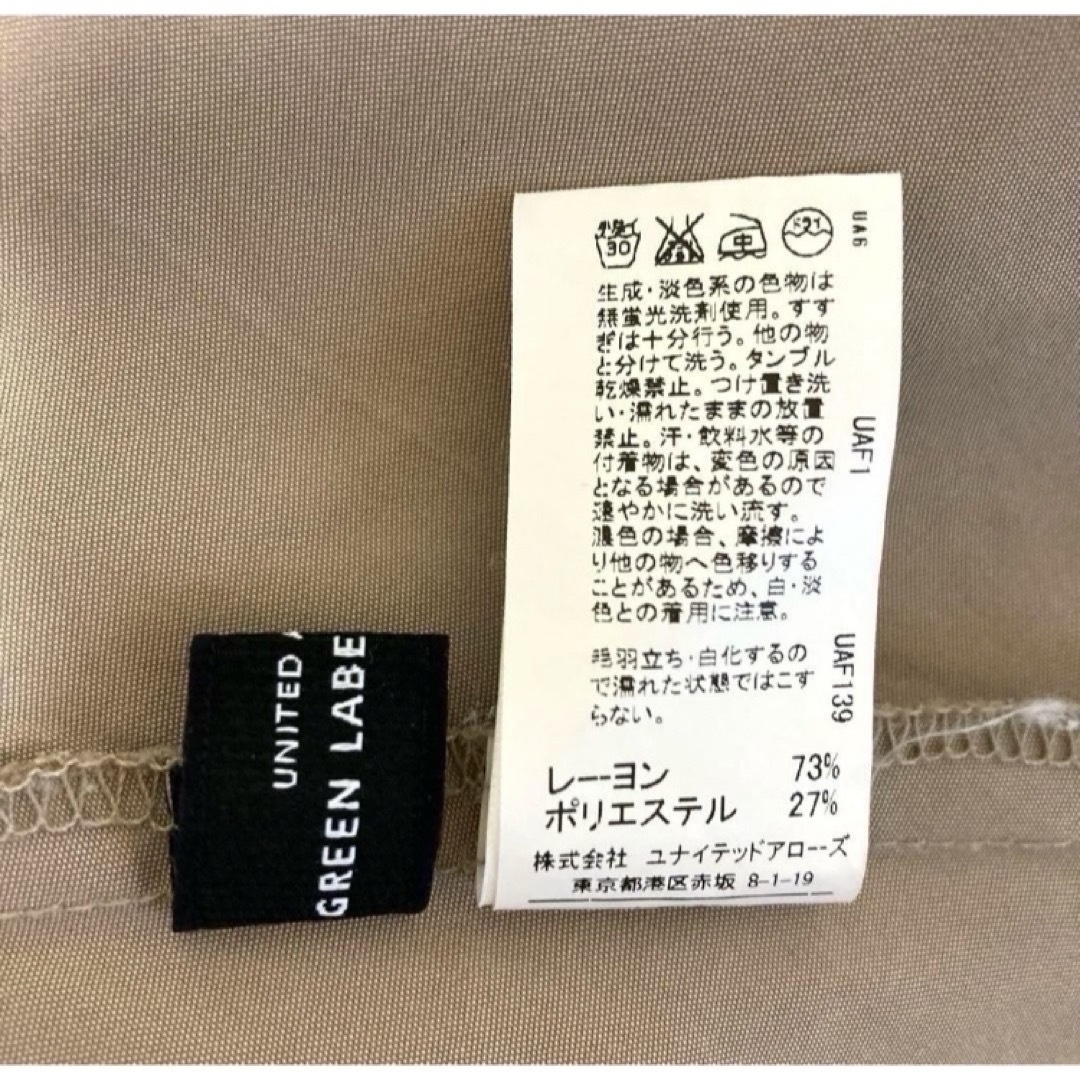 手洗イ
30
中
ドライ
UA6
生成・淡色系の色物は
無蛍光洗剤使用。すす
ぎは十分行う。他の物
と分けて洗う。タンブル
乾燥禁止。つけ置き洗
い・濡れたままの放置
禁止。汗・飲料水等の
付着物は、変色の原因
となる場合があるので
速やかに洗い流す。
濃色の場合、摩擦によ
り他の物へ色移りする
ことがあるため、白・淡
色との着用に注意。
UAF1
毛羽立ち・白化するの
で濡れた状態ではこす
らない。
UAF139
レーヨン 73%
ポリエステル 27%
株式会社 ユナイテッドアローズ
東京都港区赤坂 8-1-19
UNITED
GREEN LABE